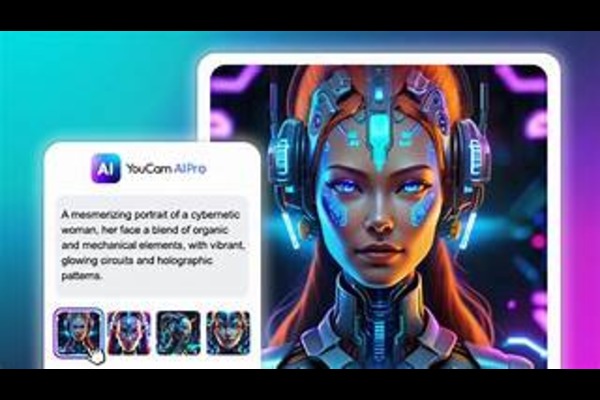 AI YouCam AI Pro
A mesmerizing portrait of a cybernetic
woman, her face a blend of organic
and mechanical elements, with vibrant,
glowing circuits and holographic
patterns.